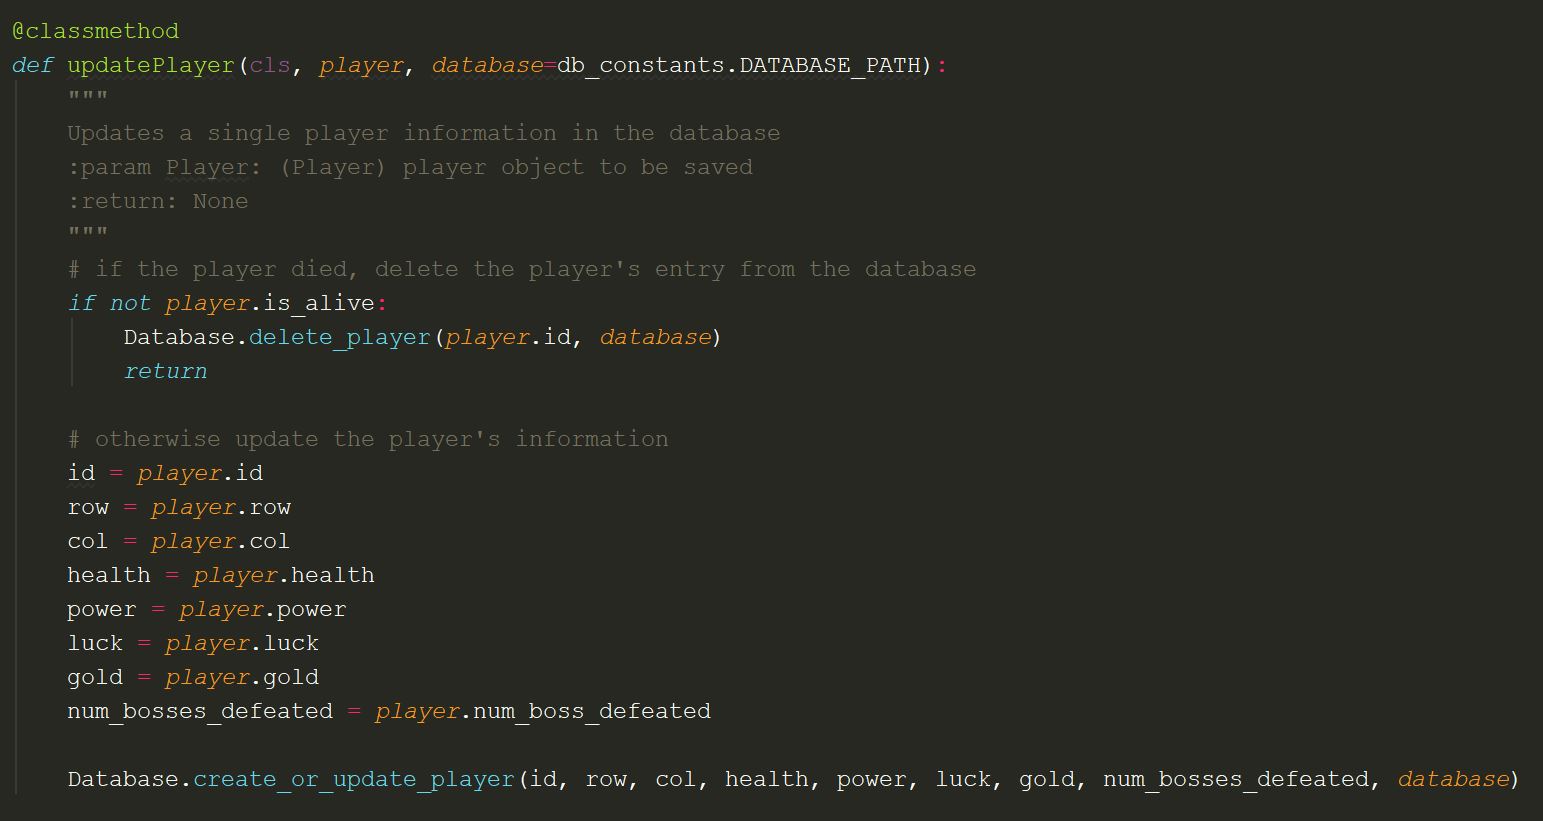 @classmethod
def updatePlayer(cls, player, database=db_constants.DATABASE_PATH):
    """
    Updates a single player information in the database
    :param Player: (Player) player object to be saved
    :return: None
    """
    # if the player died, delete the player's entry from the database
    if not player.is_alive:
        Database.delete_player(player.id, database)
        return

    # otherwise update the player's information
    id = player.id
    row = player.row
    col = player.col
    health = player.health
    power = player.power
    luck = player.luck
    gold = player.gold
    num_bosses_defeated = player.num_boss_defeated

    Database.create_or_update_player(id, row, col, health, power, luck, gold, num_bosses_defeated, database)